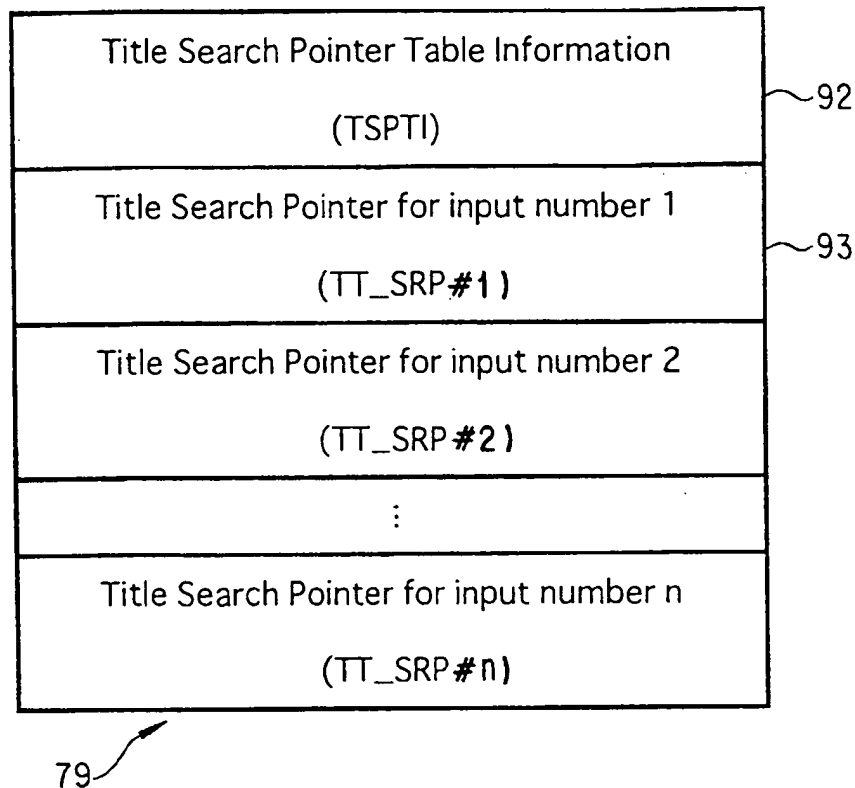 Title Search Pointer Table Information
(TSPTI)
92
Title Search Pointer for input number 1
(TT_SRP#1)
93
Title Search Pointer for input number 2
(TT_SRP#2)
⋮
Title Search Pointer for input number n
(TT_SRP#n)
79